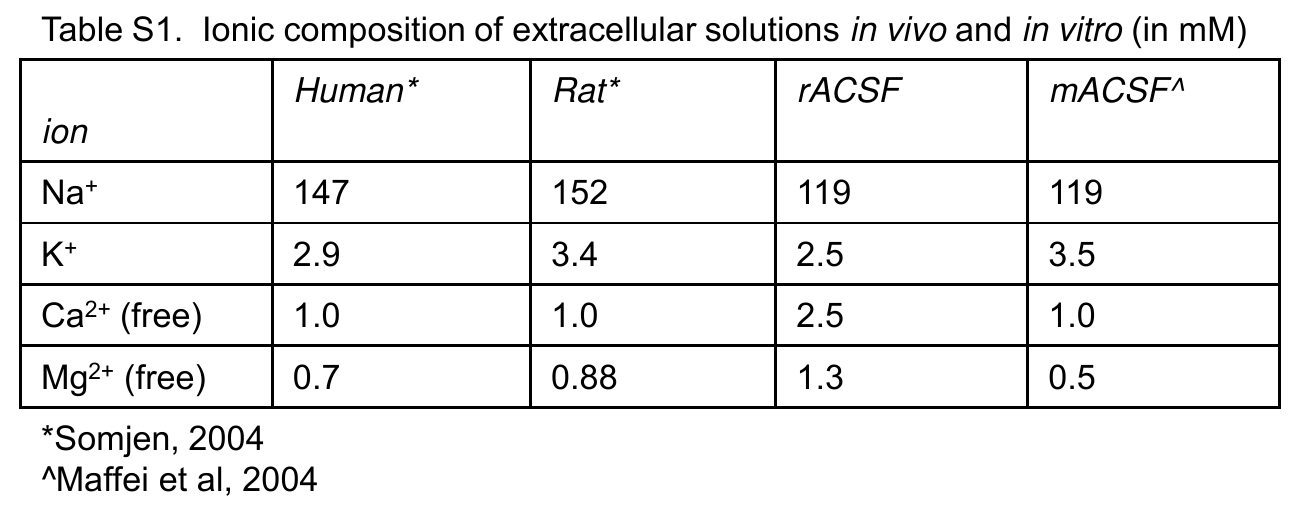 Table S1. Ionic composition of extracellular solutions in vivo and in vitro (in mM)
ion Human* Rat* rACSF mACSF^
Na⁺ 147 152 119 119
K⁺ 2.9 3.4 2.5 3.5
Ca²⁺ (free) 1.0 1.0 2.5 1.0
Mg²⁺ (free) 0.7 0.88 1.3 0.5
*Somjen, 2004
^Maffei et al, 2004